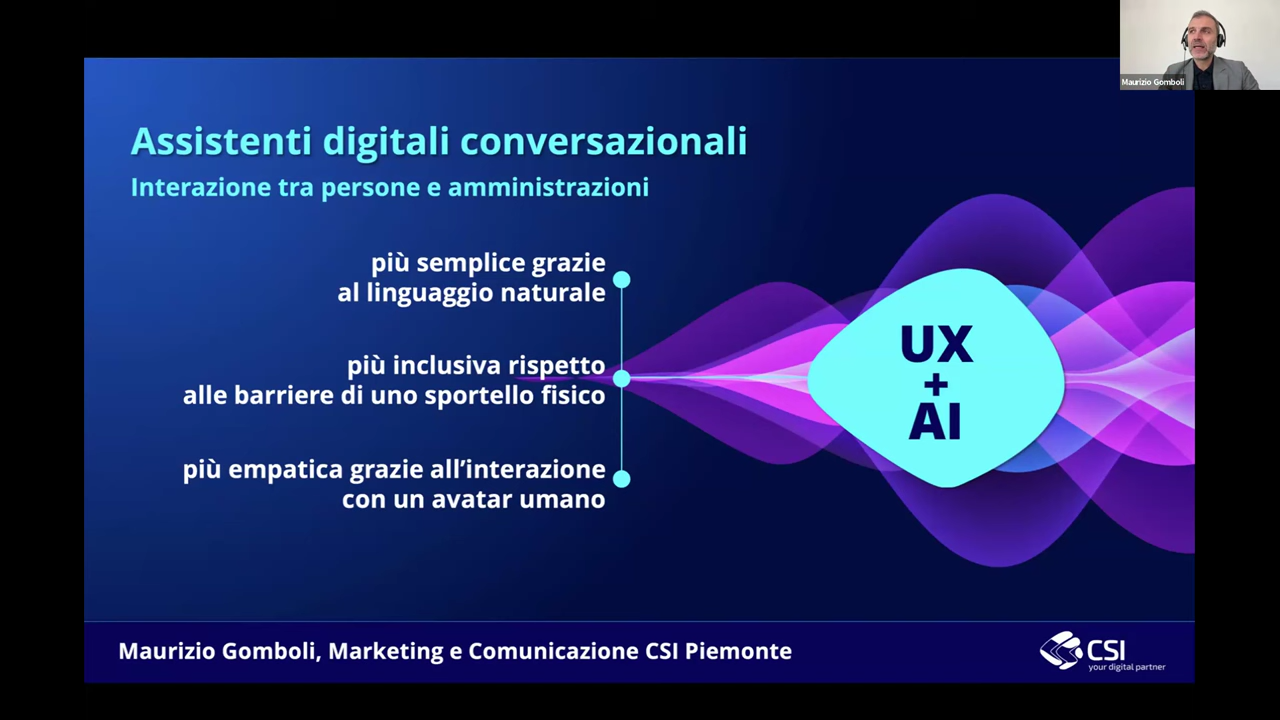 Maurizio Gomboli
Assistenti digitali conversazionali
Interazione tra persone e amministrazioni
più semplice grazie
al linguaggio naturale
più inclusiva rispetto
alle barriere di uno sportello fisico
più empatica grazie all’interazione
con un avatar umano
UX
+
AI
Maurizio Gomboli, Marketing e Comunicazione CSI Piemonte
CSI
your digital partner